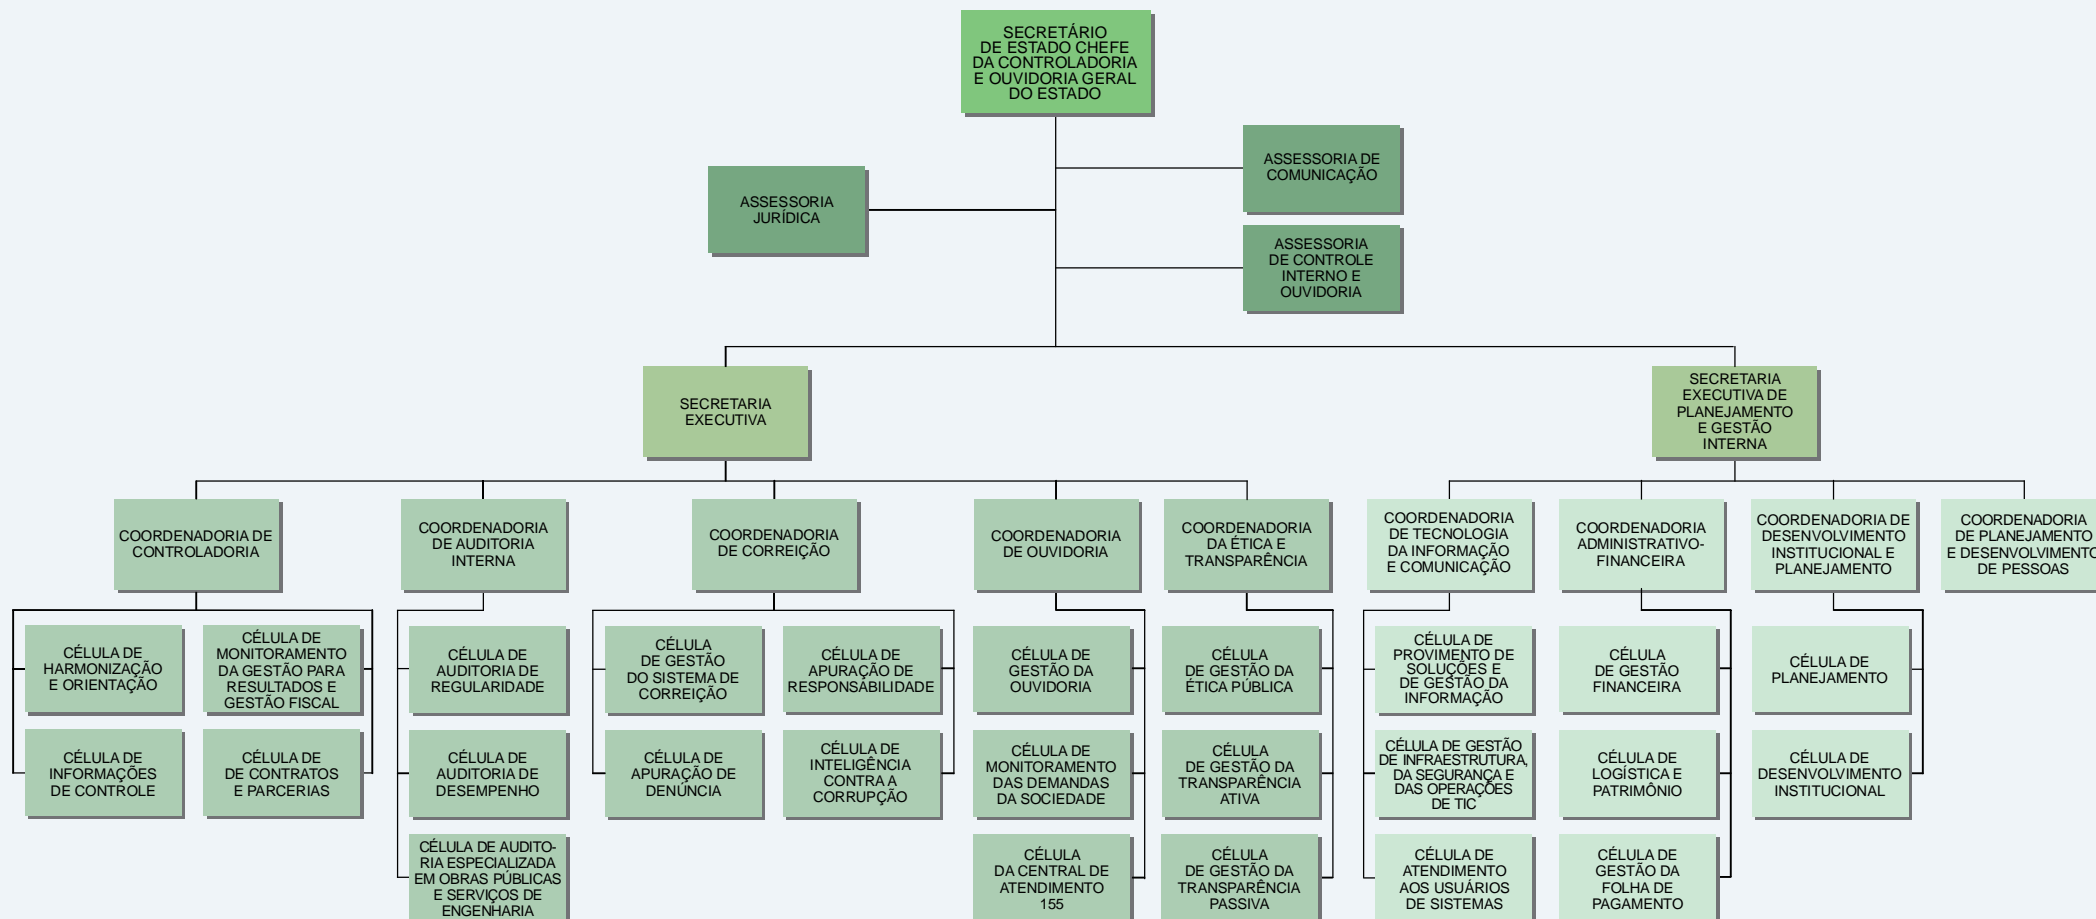 SECRETÁRIO
DE ESTADO CHEFE
DA CONTROLADORIA
E OUVIDORIA GERAL
DO ESTADO
ASSESSORIA DE
COMUNICAÇÃO
ASSESSORIA
JURÍDICA
ASSESSORIA
DE CONTROLE
INTERNO E
OUVIDORIA
SECRETARIA
EXECUTIVA
SECRETARIA
EXECUTIVA DE
PLANEJAMENTO
E GESTÃO
INTERNA
COORDENADORIA DE
CONTROLADORIA
COORDENADORIA
DE AUDITORIA
INTERNA
COORDENADORIA
DE CORREIÇÃO
COORDENADORIA
DE OUVIDORIA
COORDENADORIA
DA ÉTICA E
TRANSPARÊNCIA
COORDENADORIA
DE TECNOLOGIA
DA INFORMAÇÃO
E COMUNICAÇÃO
COORDENADORIA
ADMINISTRATIVO-
FINANCEIRA
COORDENADORIA DE
DESENVOLVIMENTO
INSTITUCIONAL E
PLANEJAMENTO
COORDENADORIA
DE PLANEJAMENTO
E DESENVOLVIMENTO
DE PESSOAS
CÉLULA DE
HARMONIZAÇÃO
E ORIENTAÇÃO
CÉLULA DE
MONITORAMENTO
DA GESTÃO PARA
RESULTADOS E
GESTÃO FISCAL
CÉLULA DE
AUDITORIA DE
REGULARIDADE
CÉLULA
DE GESTÃO
DO SISTEMA DE
CORREIÇÃO
CÉLULA DE
APURAÇÃO DE
RESPONSABILIDADE
CÉLULA DE
GESTÃO DA
OUVIDORIA
CÉLULA
DE GESTÃO DA
ÉTICA PÚBLICA
CÉLULA DE
PROVIMENTO DE
SOLUÇÕES E
DE GESTÃO DA
INFORMAÇÃO
CÉLULA
DE GESTÃO
FINANCEIRA
CÉLULA DE
PLANEJAMENTO
CÉLULA DE
INFORMAÇÕES
DE CONTROLE
CÉLULA DE
DE CONTRATOS
E PARCERIAS
CÉLULA DE
AUDITORIA DE
DESEMPENHO
CÉLULA DE
APURAÇÃO DE
DENÚNCIA
CÉLULA DE
INTELIGÊNCIA
CONTRA A
CORRUPÇÃO
CÉLULA DE
MONITORAMENTO
DAS DEMANDAS
DA SOCIEDADE
CÉLULA
DE GESTÃO DA
TRANSPARÊNCIA
ATIVA
CÉLULA DE GESTÃO
DE INFRAESTRUTURA,
DA SEGURANÇA E
DAS OPERAÇÕES
DE TIC
CÉLULA DE
LOGÍSTICA E
PATRIMÔNIO
CÉLULA DE
DESENVOLVIMENTO
INSTITUCIONAL
CÉLULA DE AUDITO-
RIA ESPECIALIZADA
EM OBRAS PÚBLICAS
E SERVIÇOS DE
ENGENHARIA
CÉLULA
DA CENTRAL DE
ATENDIMENTO
155
CÉLULA
DE GESTÃO DA
TRANSPARÊNCIA
PASSIVA
CÉLULA DE
ATENDIMENTO
AOS USUÁRIOS
DE SISTEMAS
CÉLULA DE
GESTÃO DA
FOLHA DE
PAGAMENTO